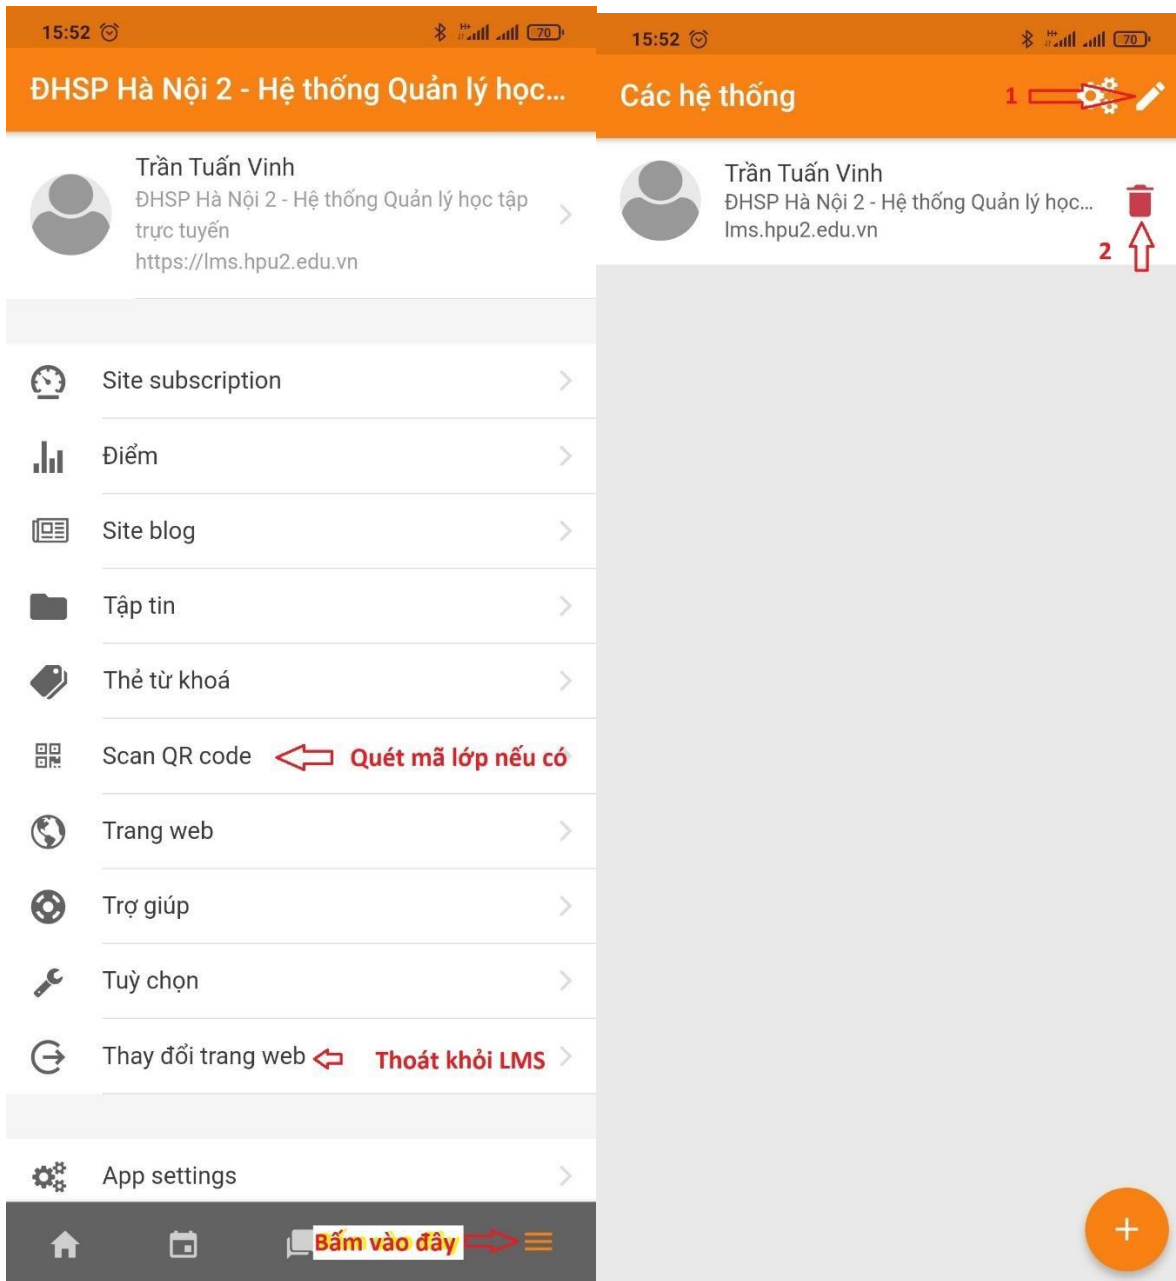 15:52
70
ĐHSP Hà Nội 2 - Hệ thống Quản lý học...
Trần Tuấn Vinh
ĐHSP Hà Nội 2 - Hệ thống Quản lý học tập
trực tuyến
https://lms.hpu2.edu.vn
Site subscription
Điểm
Site blog
Tập tin
Thẻ từ khoá
Scan QR code Quét mã lớp nếu có
Trang web
Trợ giúp
Tuỳ chọn
Thay đổi trang web Thoát khỏi LMS
App settings
Bấm vào đây
15:52
70
Các hệ thống
1
Trần Tuấn Vinh
ĐHSP Hà Nội 2 - Hệ thống Quản lý học...
lms.hpu2.edu.vn
2